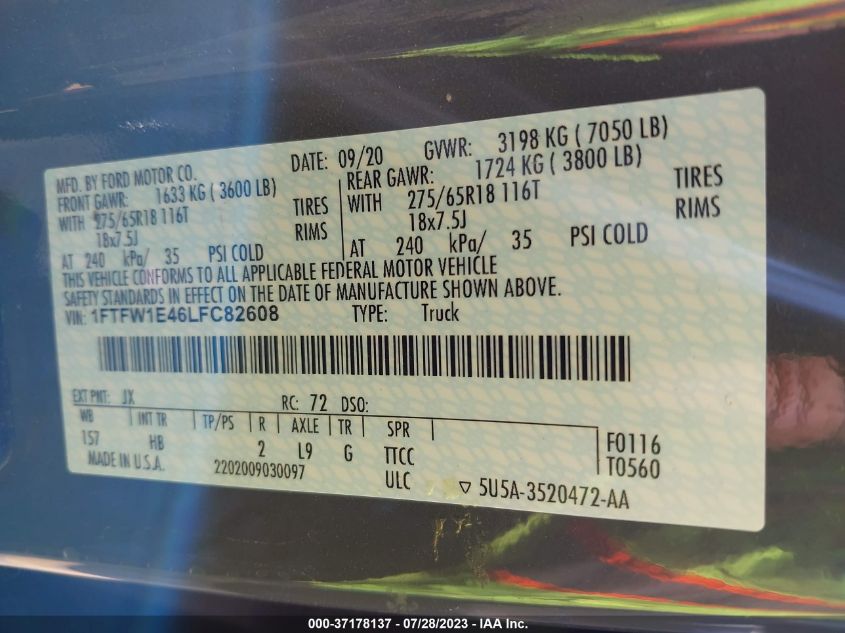 MFD. BY FORD MOTOR CO.
DATE: 09/20 GVWR: 3198 KG ( 7050 LB)
FRONT GAWR: 1633 KG ( 3600 LB)
WITH 275/65R18 116T TIRES
18x7.5J RIMS
AT 240 kPa/ 35 PSI COLD
REAR GAWR: 1724 KG ( 3800 LB)
WITH 275/65R18 116T TIRES
18x7.5J RIMS
AT 240 kPa/ 35 PSI COLD
THIS VEHICLE CONFORMS TO ALL APPLICABLE FEDERAL MOTOR VEHICLE
SAFETY STANDARDS IN EFFECT ON THE DATE OF MANUFACTURE SHOWN ABOVE.
VIN: 1FTFW1E46LFC82608 TYPE: Truck
EXT PNT: JX RC: 72 DSO:
WB INT TR TP/PS R AXLE TR SPR
157 HB 2 L9 G TTCC
F0116
T0560
MADE IN U.S.A. 2202009030097 ULC
▽ 5U5A-3520472-AA
000-37178137 - 07/28/2023 - IAA Inc.